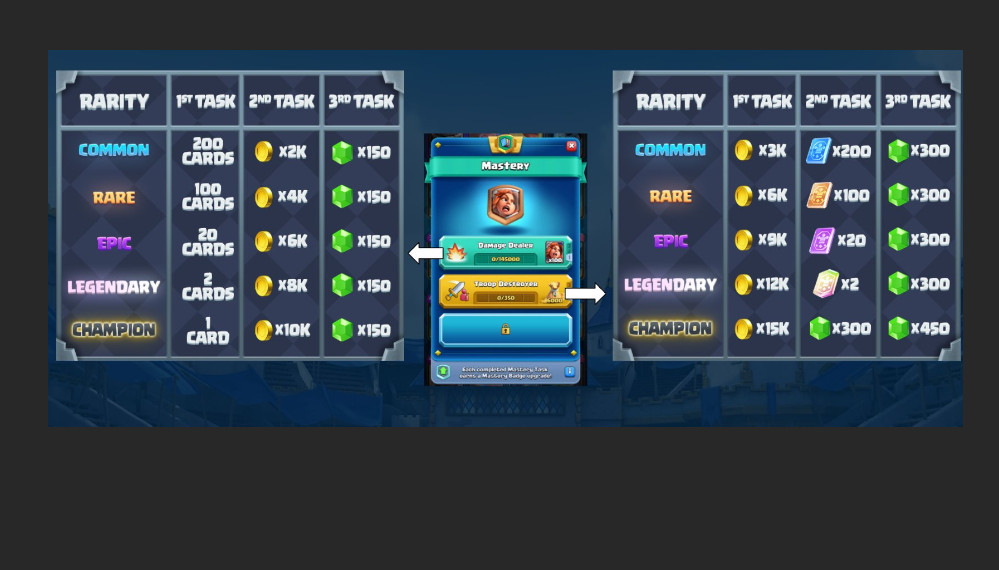 RARITY 1ST TASK 2ND TASK 3RD TASK
COMMON 200 CARDS x2K x150
RARE 100 CARDS x4K x150
EPIC 20 CARDS x6K x150
LEGENDARY 2 CARDS x8K x150
CHAMPION 1 CARD x10K x150
Mastery
Damage Dealer
0/145000
Troop Destroyer
0/350
Each completed Mastery Task
earns a Mastery Badge upgrade!
RARITY 1ST TASK 2ND TASK 3RD TASK
COMMON x3K x200 x300
RARE x6K x100 x300
EPIC x9K x20 x300
LEGENDARY x12K x2 x300
CHAMPION x15K x300 x450